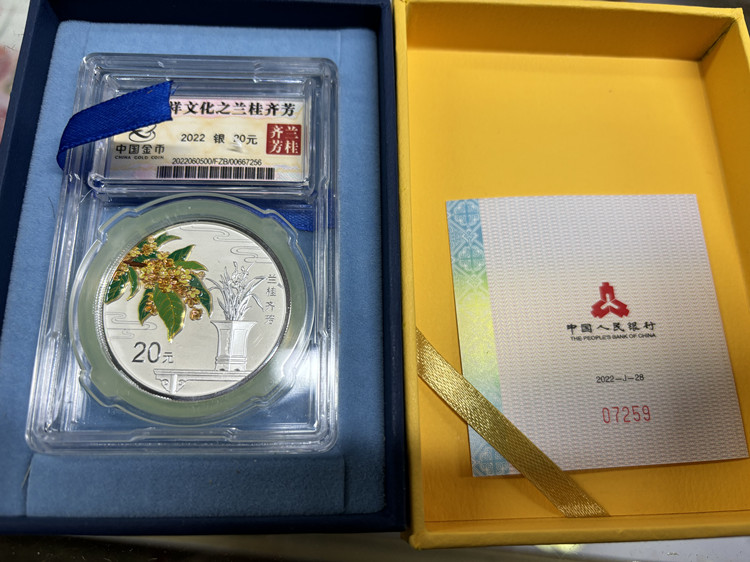 祥文化之兰桂齐芳
中国金币
CHINA GOLD COIN
2022 银 20元
兰桂
齐芳
2022060500/FZB/00667256
兰桂齐芳
20元
中国人民银行
THE PEOPLE'S BANK OF CHINA
2022—J—28
07259